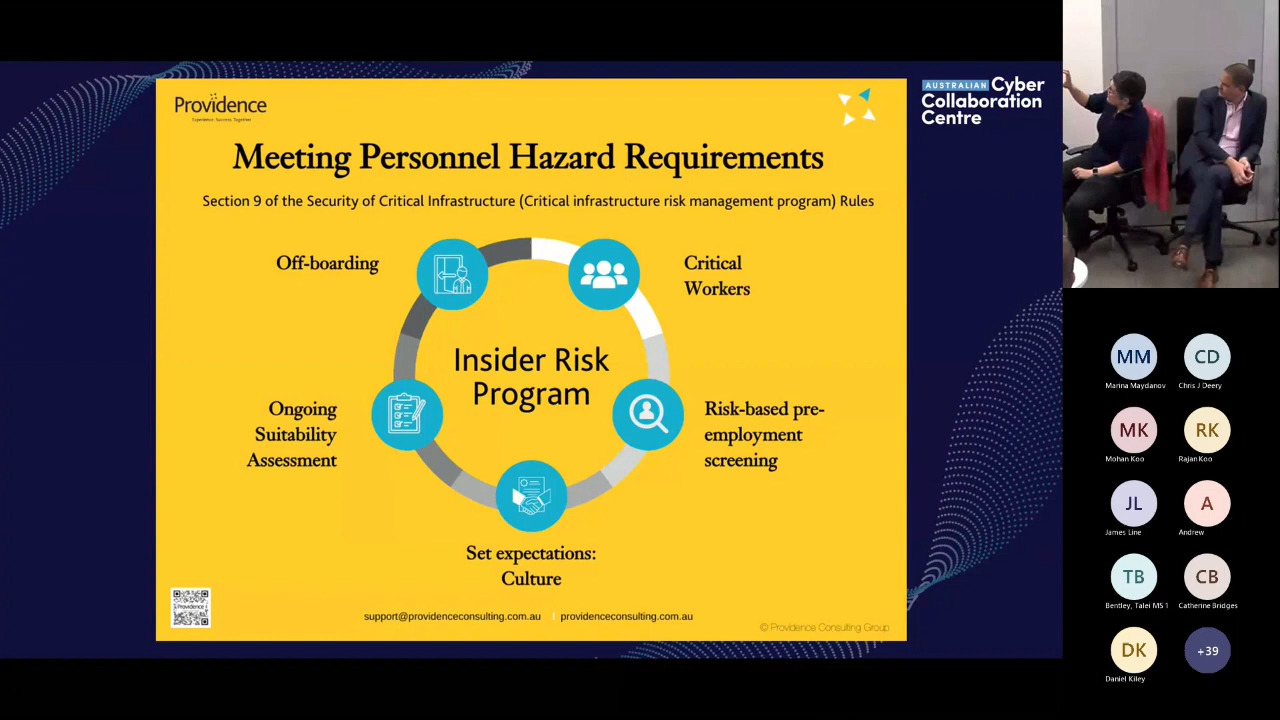 Providence
Experience. Success. Together.
AUSTRALIAN Cyber
Collaboration
Centre
Meeting Personnel Hazard Requirements
Section 9 of the Security of Critical Infrastructure (Critical infrastructure risk management program) Rules
Off-boarding
Critical
Workers
Insider Risk
Program
Ongoing
Suitability
Assessment
Risk-based pre-
employment
screening
Set expectations:
Culture
Providence
support@providenceconsulting.com.au | providenceconsulting.com.au
© Providence Consulting Group
MM
Marina Maydanov
CD
Chris J Deery
MK
Mohan Koo
RK
Rajan Koo
JL
James Line
A
Andrew
TB
Bentley, Talei MS 1
CB
Catherine Bridges
DK
Daniel Kiley
+39